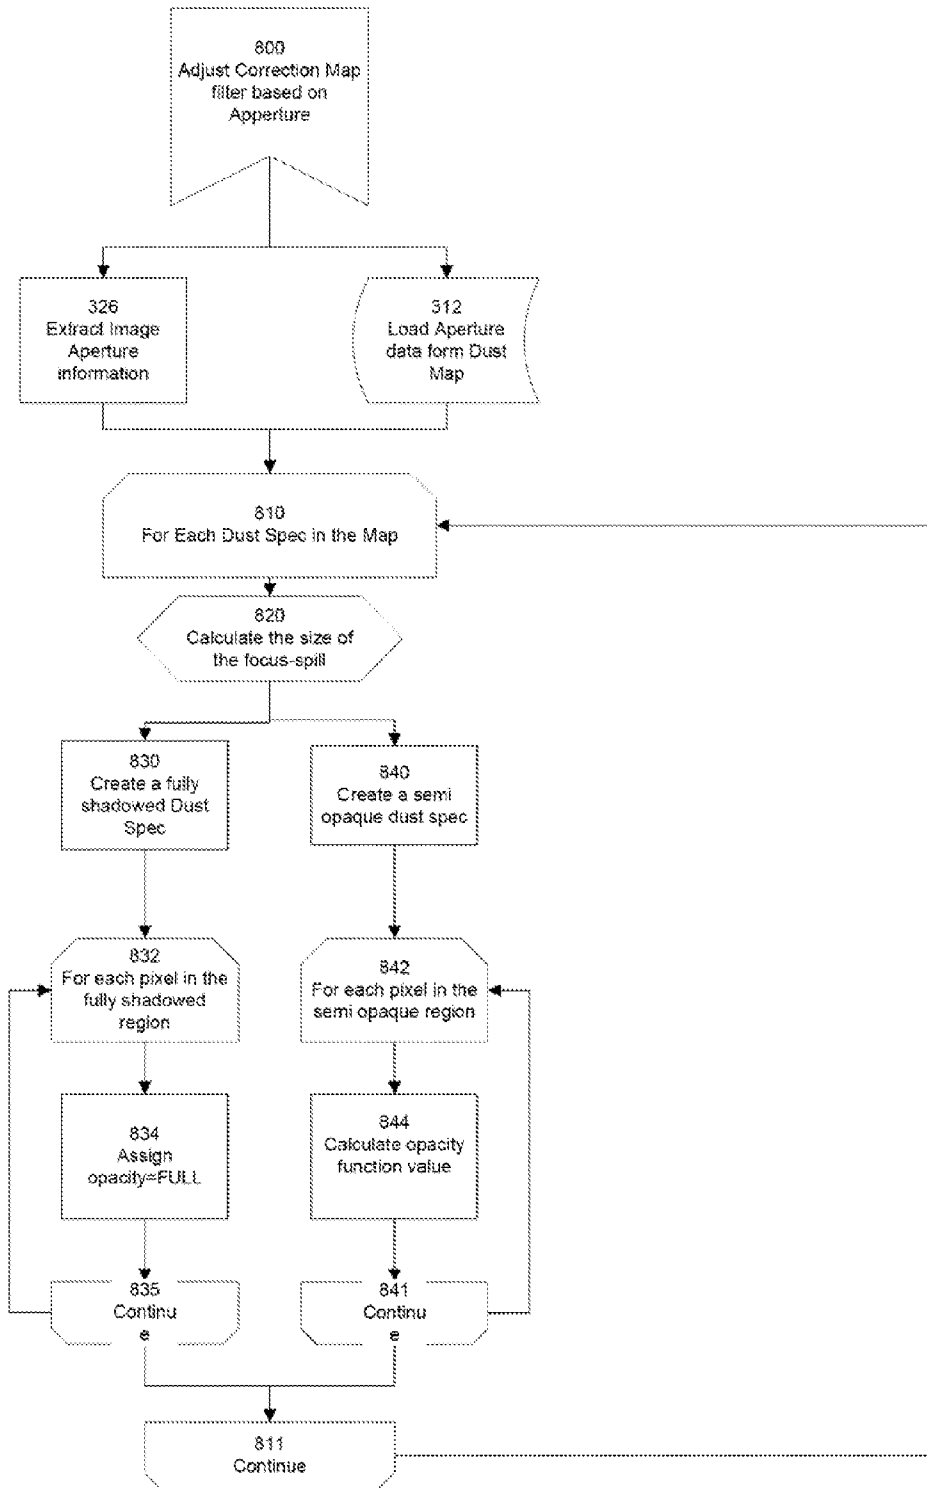 800
Adjust Correction Map
filter based on
Apperture
326
Extract Image
Aperture
information
312
Load Aperture
data form Dust
Map
810
For Each Dust Spec in the Map
820
Calculate the size of
the focus-spill
830
Create a fully
shadowed Dust
Spec
840
Create a semi
opaque dust spec
832
For each pixel in the
fully shadowed
region
842
For each pixel in the
semi opaque region
834
Assign
opacity=FULL
844
Calculate opacity
function value
835
Continu
e
841
Continu
e
811
Continue